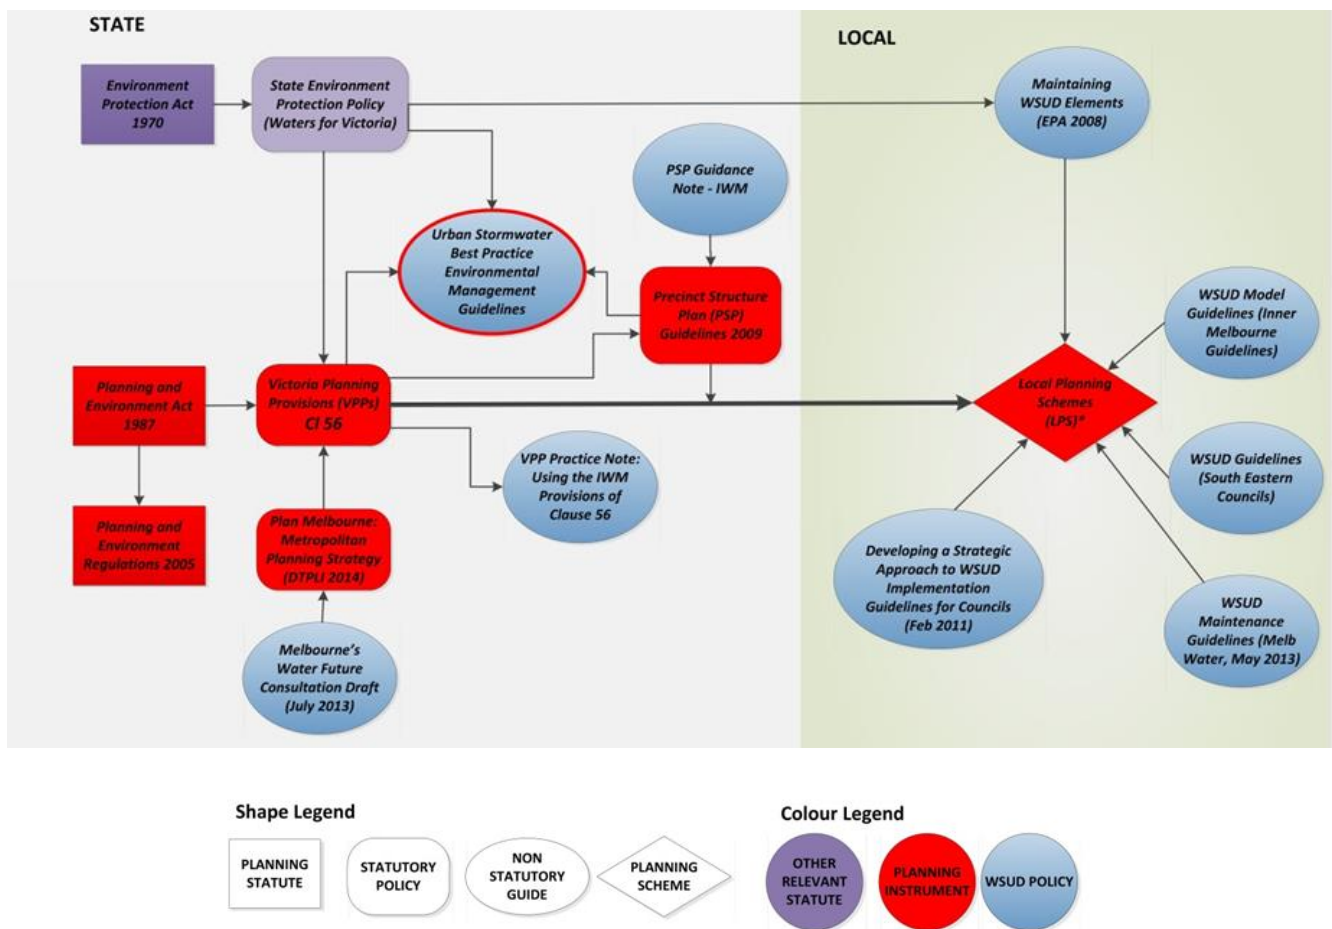 STATE
LOCAL
Environment
Protection Act
1970
State Environment
Protection Policy
(Waters for Victoria)
Maintaining
WSUD Elements
(EPA 2008)
PSP Guidance
Note - IWM
Urban Stormwater
Best Practice
Environmental
Management
Guidelines
Precinct Structure
Plan (PSP)
Guidelines 2009
WSUD Model
Guidelines (Inner
Melbourne
Guidelines)
Planning and
Environment Act
1987
Victoria Planning
Provisions (VPPs)
Cl 56
Local Planning
Schemes
(LPS)*
VPP Practice Note:
Using the IWM
Provisions of
Clause 56
WSUD Guidelines
(South Eastern
Councils)
Planning and
Environment
Regulations 2005
Plan Melbourne:
Metropolitan
Planning Strategy
(DTPLI 2014)
Developing a Strategic
Approach to WSUD
Implementation
Guidelines for Councils
(Feb 2011)
WSUD
Maintenance
Guidelines (Melb
Water, May 2013)
Melbourne's
Water Future
Consultation Draft
(July 2013)
Shape Legend
PLANNING
STATUTE
STATUTORY
POLICY
NON
STATUTORY
GUIDE
PLANNING
SCHEME
Colour Legend
OTHER
RELEVANT
STATUTE
PLANNING
INSTRUMENT
WSUD POLICY